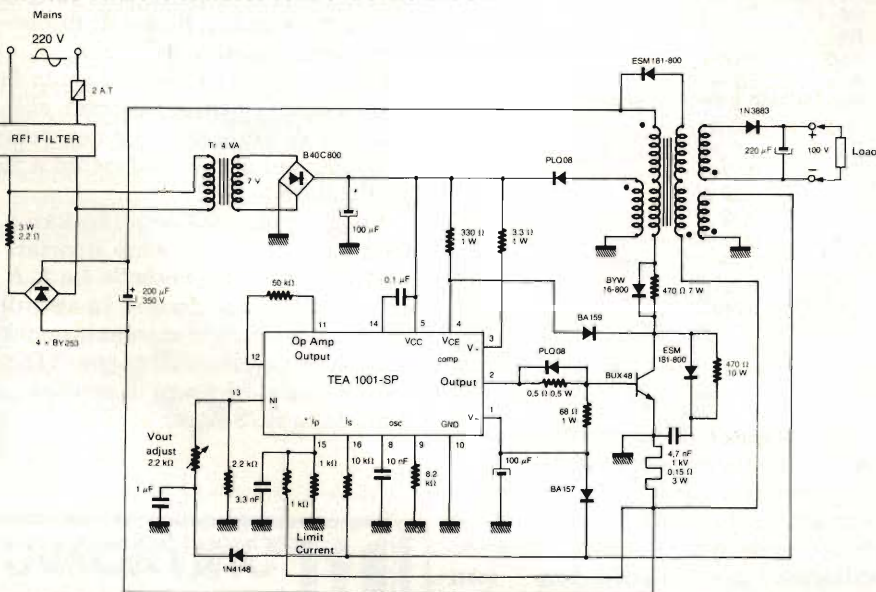 Mains
220 V
2 A T
RFI FILTER
Tr 4 VA
7 V
B40C800
3 W
2.2 Ω
4 × BY253
200 µF
350 V
100 µF
ESM181-800
1N3883
220 µF
100 V
Load
PLQ08
330 Ω
1 W
3.3 Ω
1 W
50 kΩ
0.1 µF
BYW
16-800
470 Ω 7 W
BA159
ESM
181-800
470 Ω
10 W
11
14
5
4
3
12
Op Amp
Output
VCC
VCE
comp
V+
TEA 1001-SP
Output
2
PLQ08
0,5 Ω 0,5 W
BUX48
68 Ω
1 W
13
NI
Ip
Is
osc
GND
V−
1
15
16
8
9
10
Vout
adjust
2.2 kΩ
1 µF
2.2 kΩ
3.3 nF
1 kΩ
1 kΩ
10 kΩ
10 nF
8.2
kΩ
100 µF
BA157
4,7 nF
1 kV
0.15 Ω
3 W
Limit
Current
1N4148